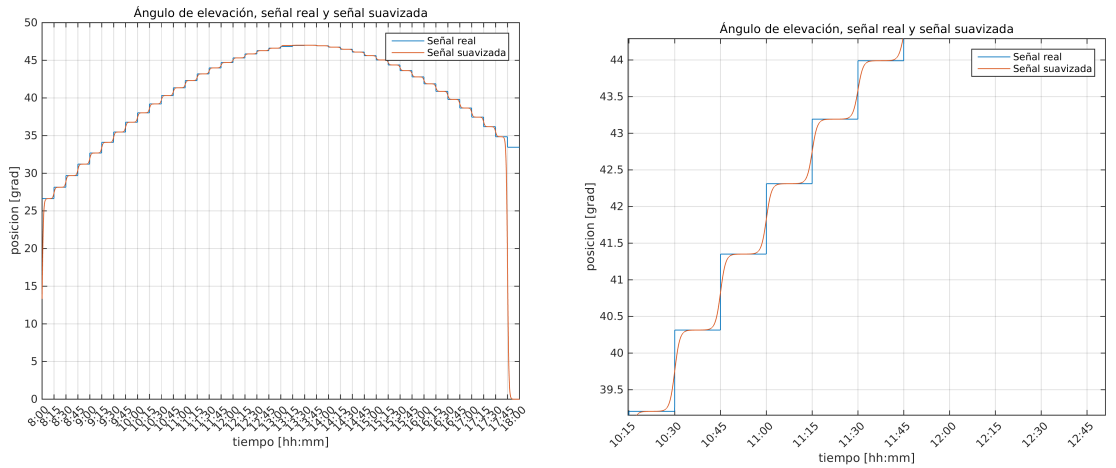 Ángulo de elevación, señal real y señal suavizada
Señal real
Señal suavizada
posicion [grad]
50
45
40
35
30
25
20
15
10
5
0
8:00 8:15 8:30 8:45 9:00 9:15 9:30 9:45 10:00 10:15 10:30 10:45 11:00 11:15 11:30 11:45 12:00 12:15 12:30 12:45 13:00 13:15 13:30 13:45 14:00 14:15 14:30 14:45 15:00 15:15 15:30 15:45 16:00 16:15 16:30 16:45 17:00 17:15 17:30 17:45 18:00
tiempo [hh:mm]
Ángulo de elevación, señal real y señal suavizada
Señal real
Señal suavizada
posicion [grad]
44
43.5
43
42.5
42
41.5
41
40.5
40
39.5
10:15 10:30 10:45 11:00 11:15 11:30 11:45 12:00 12:15 12:30 12:45
tiempo [hh:mm]